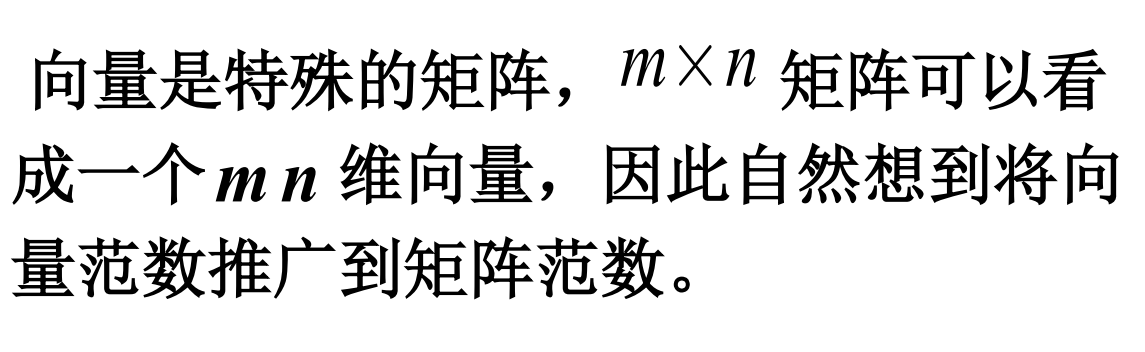 向量是特殊的矩阵，m×n 矩阵可以看
成一个 m n 维向量，因此自然想到将向
量范数推广到矩阵范数。